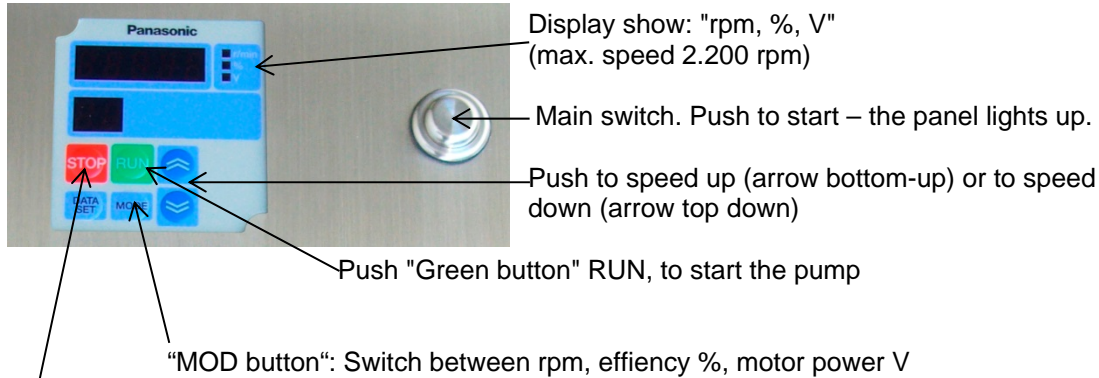 Panasonic
r/min
%
V
STOP
RUN
DATA
SET
MODE
Display show: "rpm, %, V"
(max. speed 2.200 rpm)
Main switch. Push to start – the panel lights up.
Push to speed up (arrow bottom-up) or to speed
down (arrow top down)
Push "Green button" RUN, to start the pump
“MOD button“: Switch between rpm, effiency %, motor power V